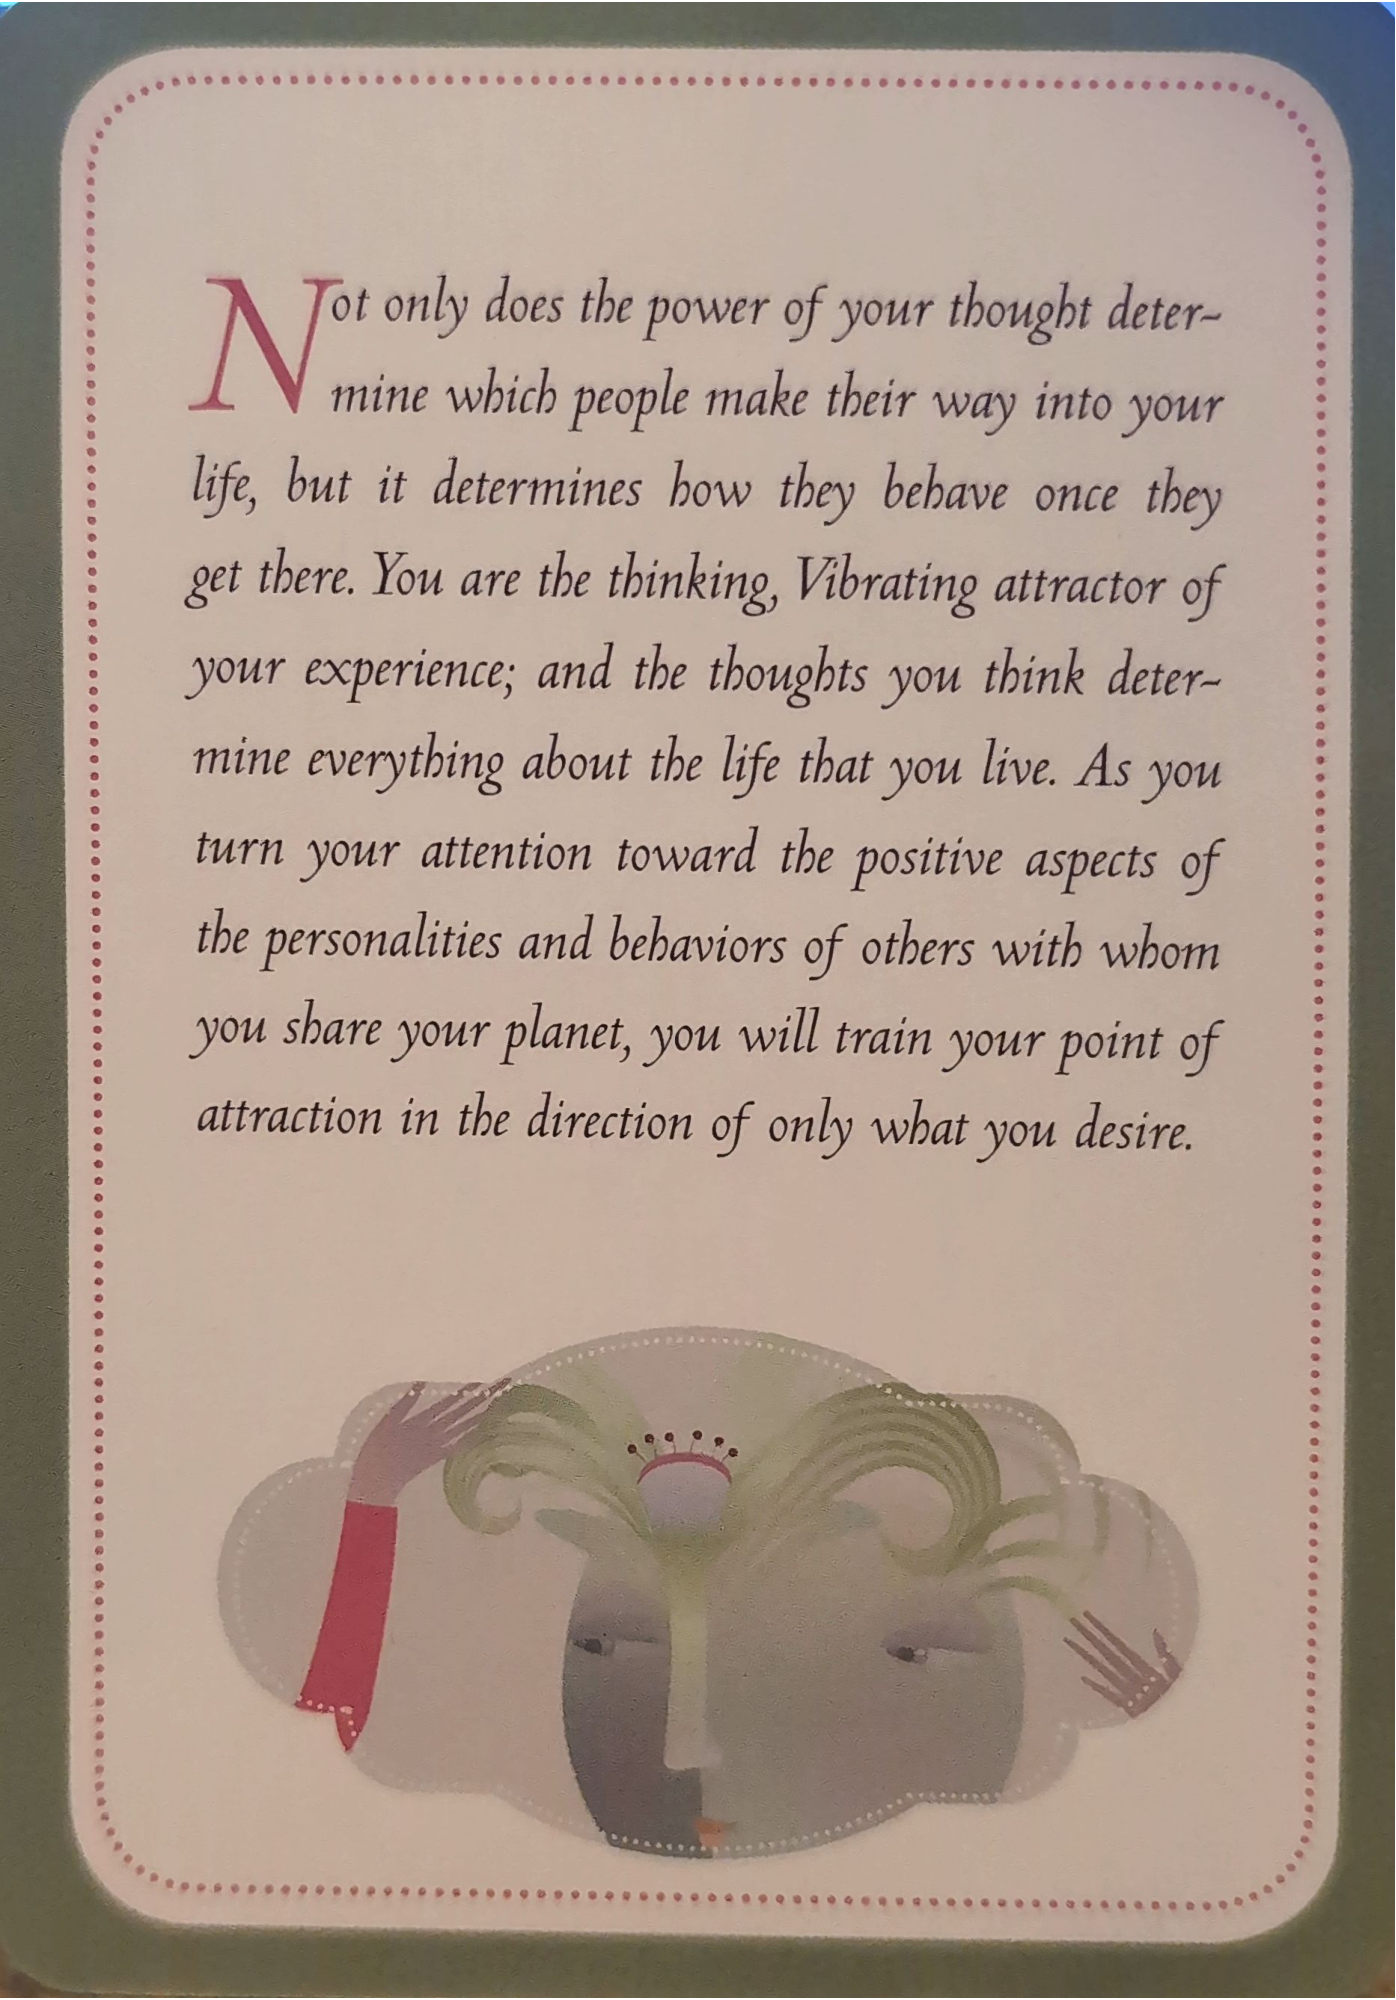 Not only does the power of your thought deter-
mine which people make their way into your
life, but it determines how they behave once they
get there. You are the thinking, Vibrating attractor of
your experience; and the thoughts you think deter-
mine everything about the life that you live. As you
turn your attention toward the positive aspects of
the personalities and behaviors of others with whom
you share your planet, you will train your point of
attraction in the direction of only what you desire.